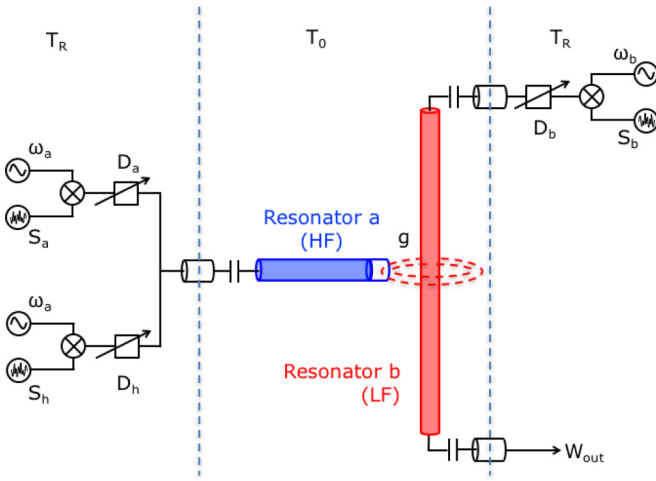 T_R
T_0
T_R
ω_b
D_b
S_b
ω_a
D_a
S_a
Resonator a
(HF)
g
ω_a
D_h
S_h
Resonator b
(LF)
W_out